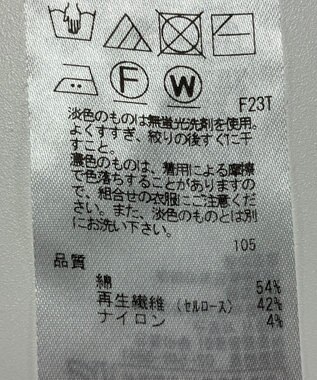 F
W
F23T
淡色のものは無蛍光洗剤を使用。
よくすすぎ、絞りの後すぐに干
すこと。
濃色のものは、着用による摩擦
で色落ちすることがありますの
で、組合せの衣服にご注意くだ
さい。また、淡色のものとは別
にお洗い下さい。
105
品質
綿 54%
再生繊維(セルロース) 42%
ナイロン 4%